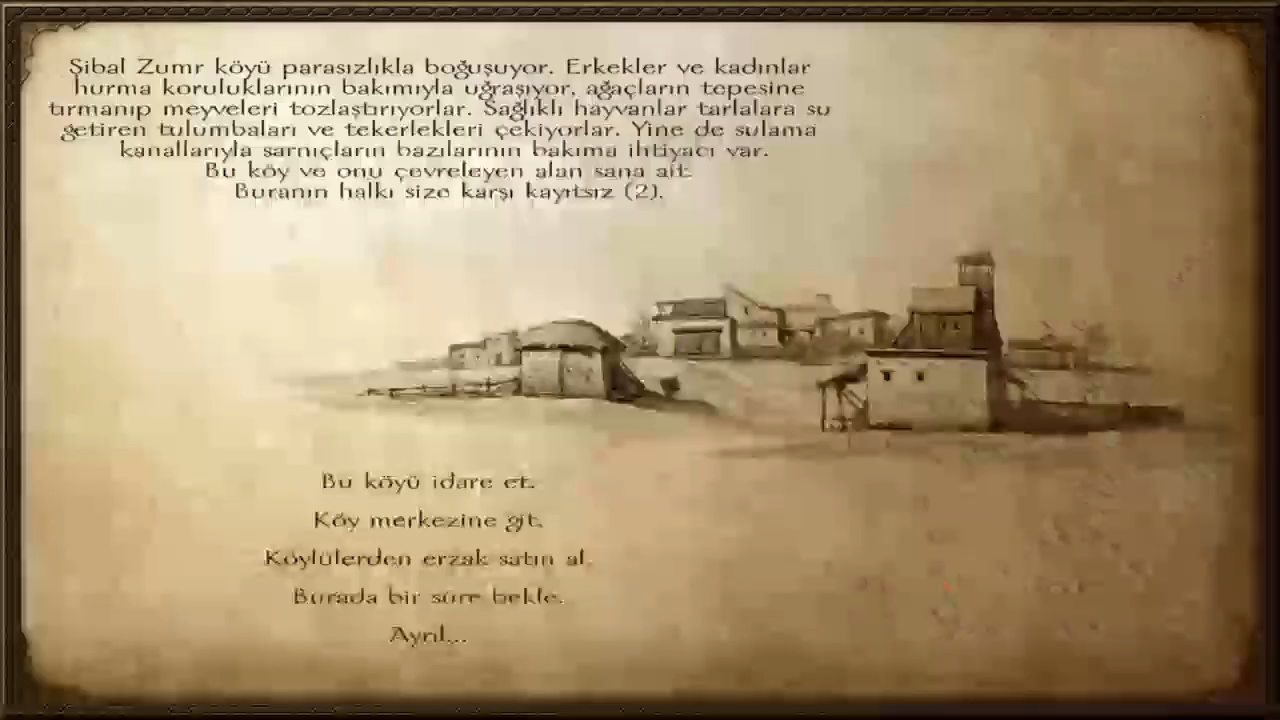 Şibal Zumr köyü parasızlıkla boğuşuyor. Erkekler ve kadınlar
hurma koruluklarının bakımıyla uğraşıyor, ağaçların tepesine
tırmanıp meyveleri tozlaştırıyorlar. Sağlıklı hayvanlar tarlalara su
getiren tulumbaları ve tekerlekleri çekiyorlar. Yine de sulama
kanallarıyla sarnıçların bazılarının bakıma ihtiyacı var.
Bu köy ve onu çevreleyen alan sana ait.
Buranın halkı size karşı kayıtsız (2).
Bu köyü idare et.
Köy merkezine git.
Köylülerden erzak satın al.
Burada bir süre bekle.
Ayrıl...